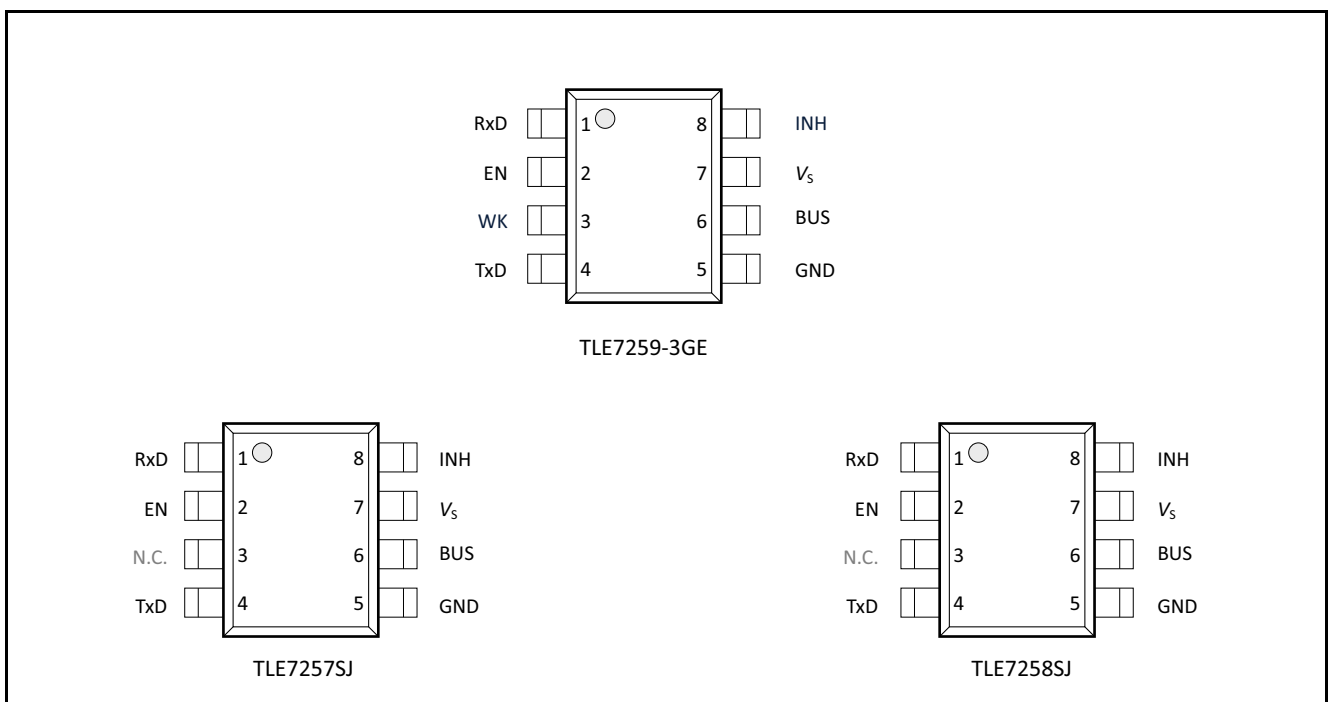 RxD 1 8 INH
EN 2 7 VS
WK 3 6 BUS
TxD 4 5 GND
TLE7259-3GE
RxD 1 8 INH
EN 2 7 VS
N.C. 3 6 BUS
TxD 4 5 GND
TLE7257SJ
RxD 1 8 INH
EN 2 7 VS
N.C. 3 6 BUS
TxD 4 5 GND
TLE7258SJ